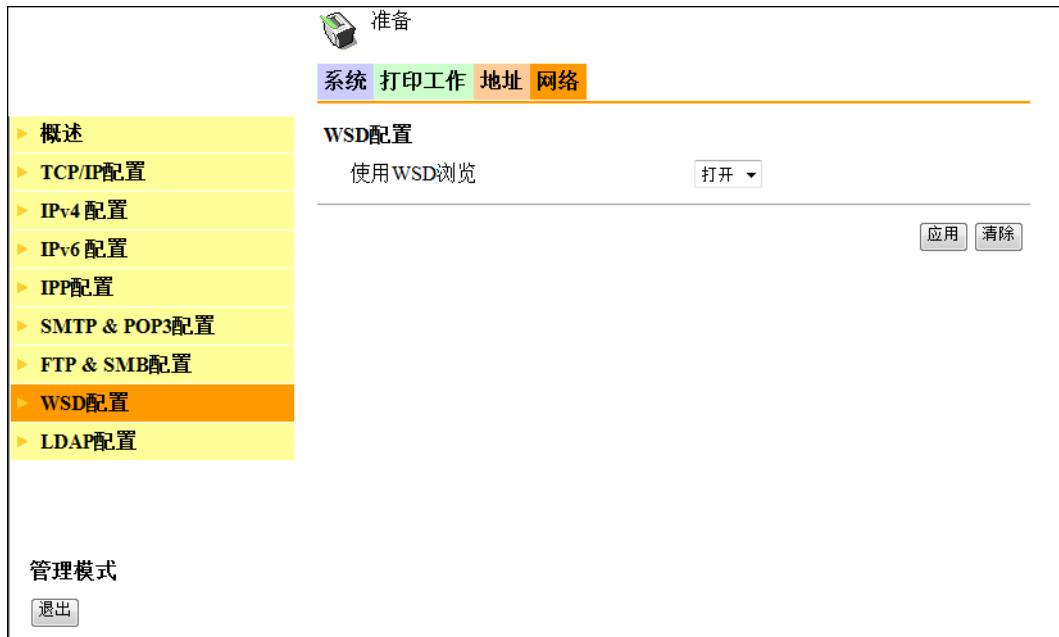 准备
系统 打印工作 地址 网络
概述
TCP/IP配置
IPv4 配置
IPv6 配置
IPP配置
SMTP & POP3配置
FTP & SMB配置
WSD配置
LDAP配置
管理模式
退出
WSD配置
使用WSD浏览 打开
应用 清除